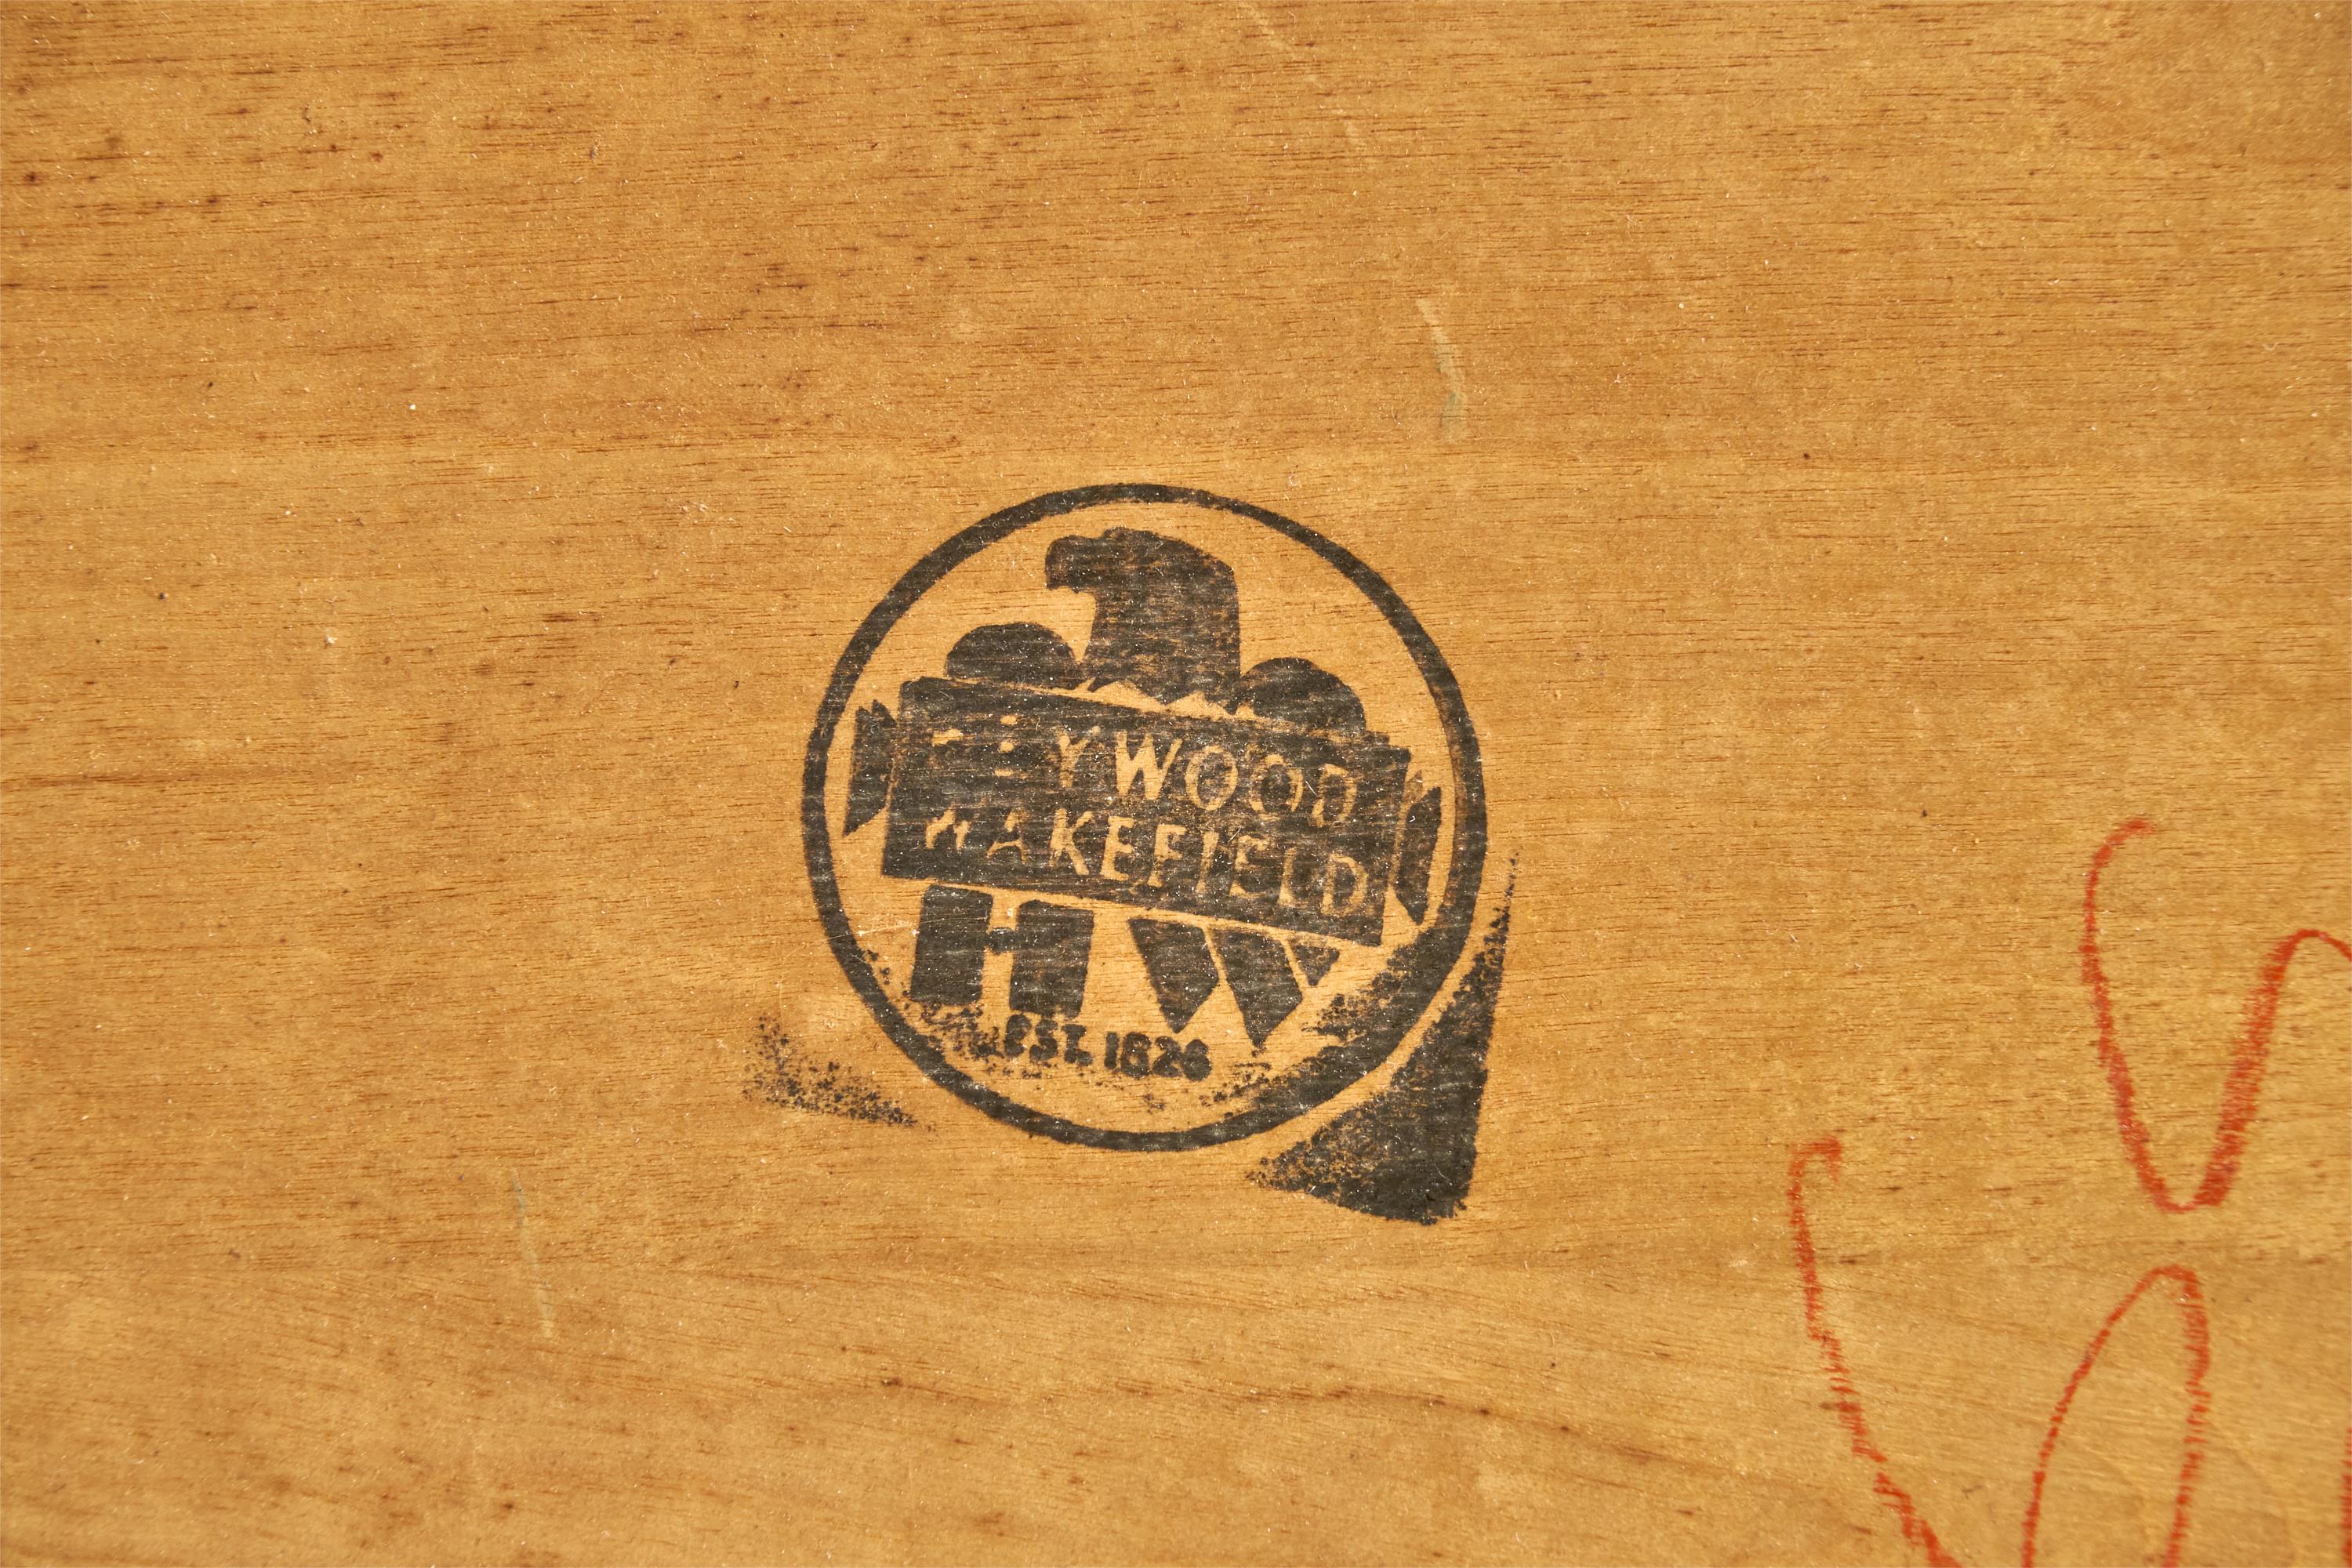 HEYWOOD
WAKEFIELD
HW
EST. 1826